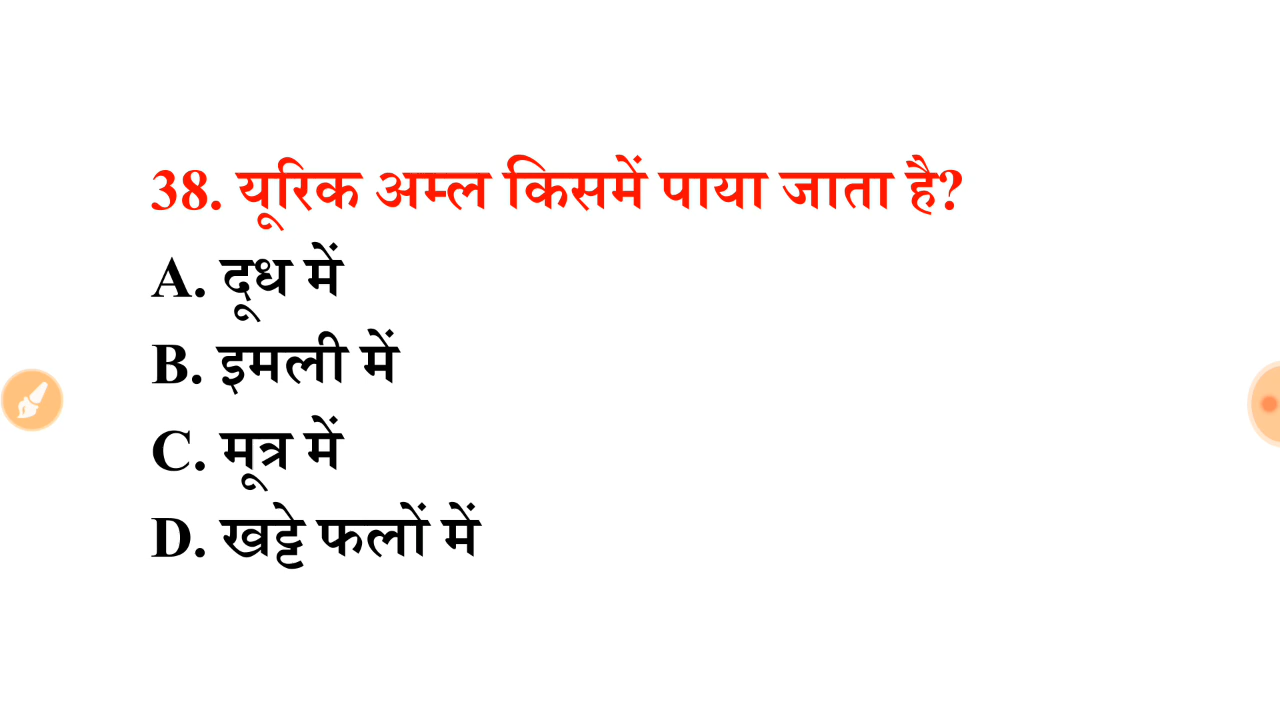 38. यूरिक अम्ल किसमें पाया जाता है?
A. दूध में
B. इमली में
C. मूत्र में
D. खट्टे फलों में